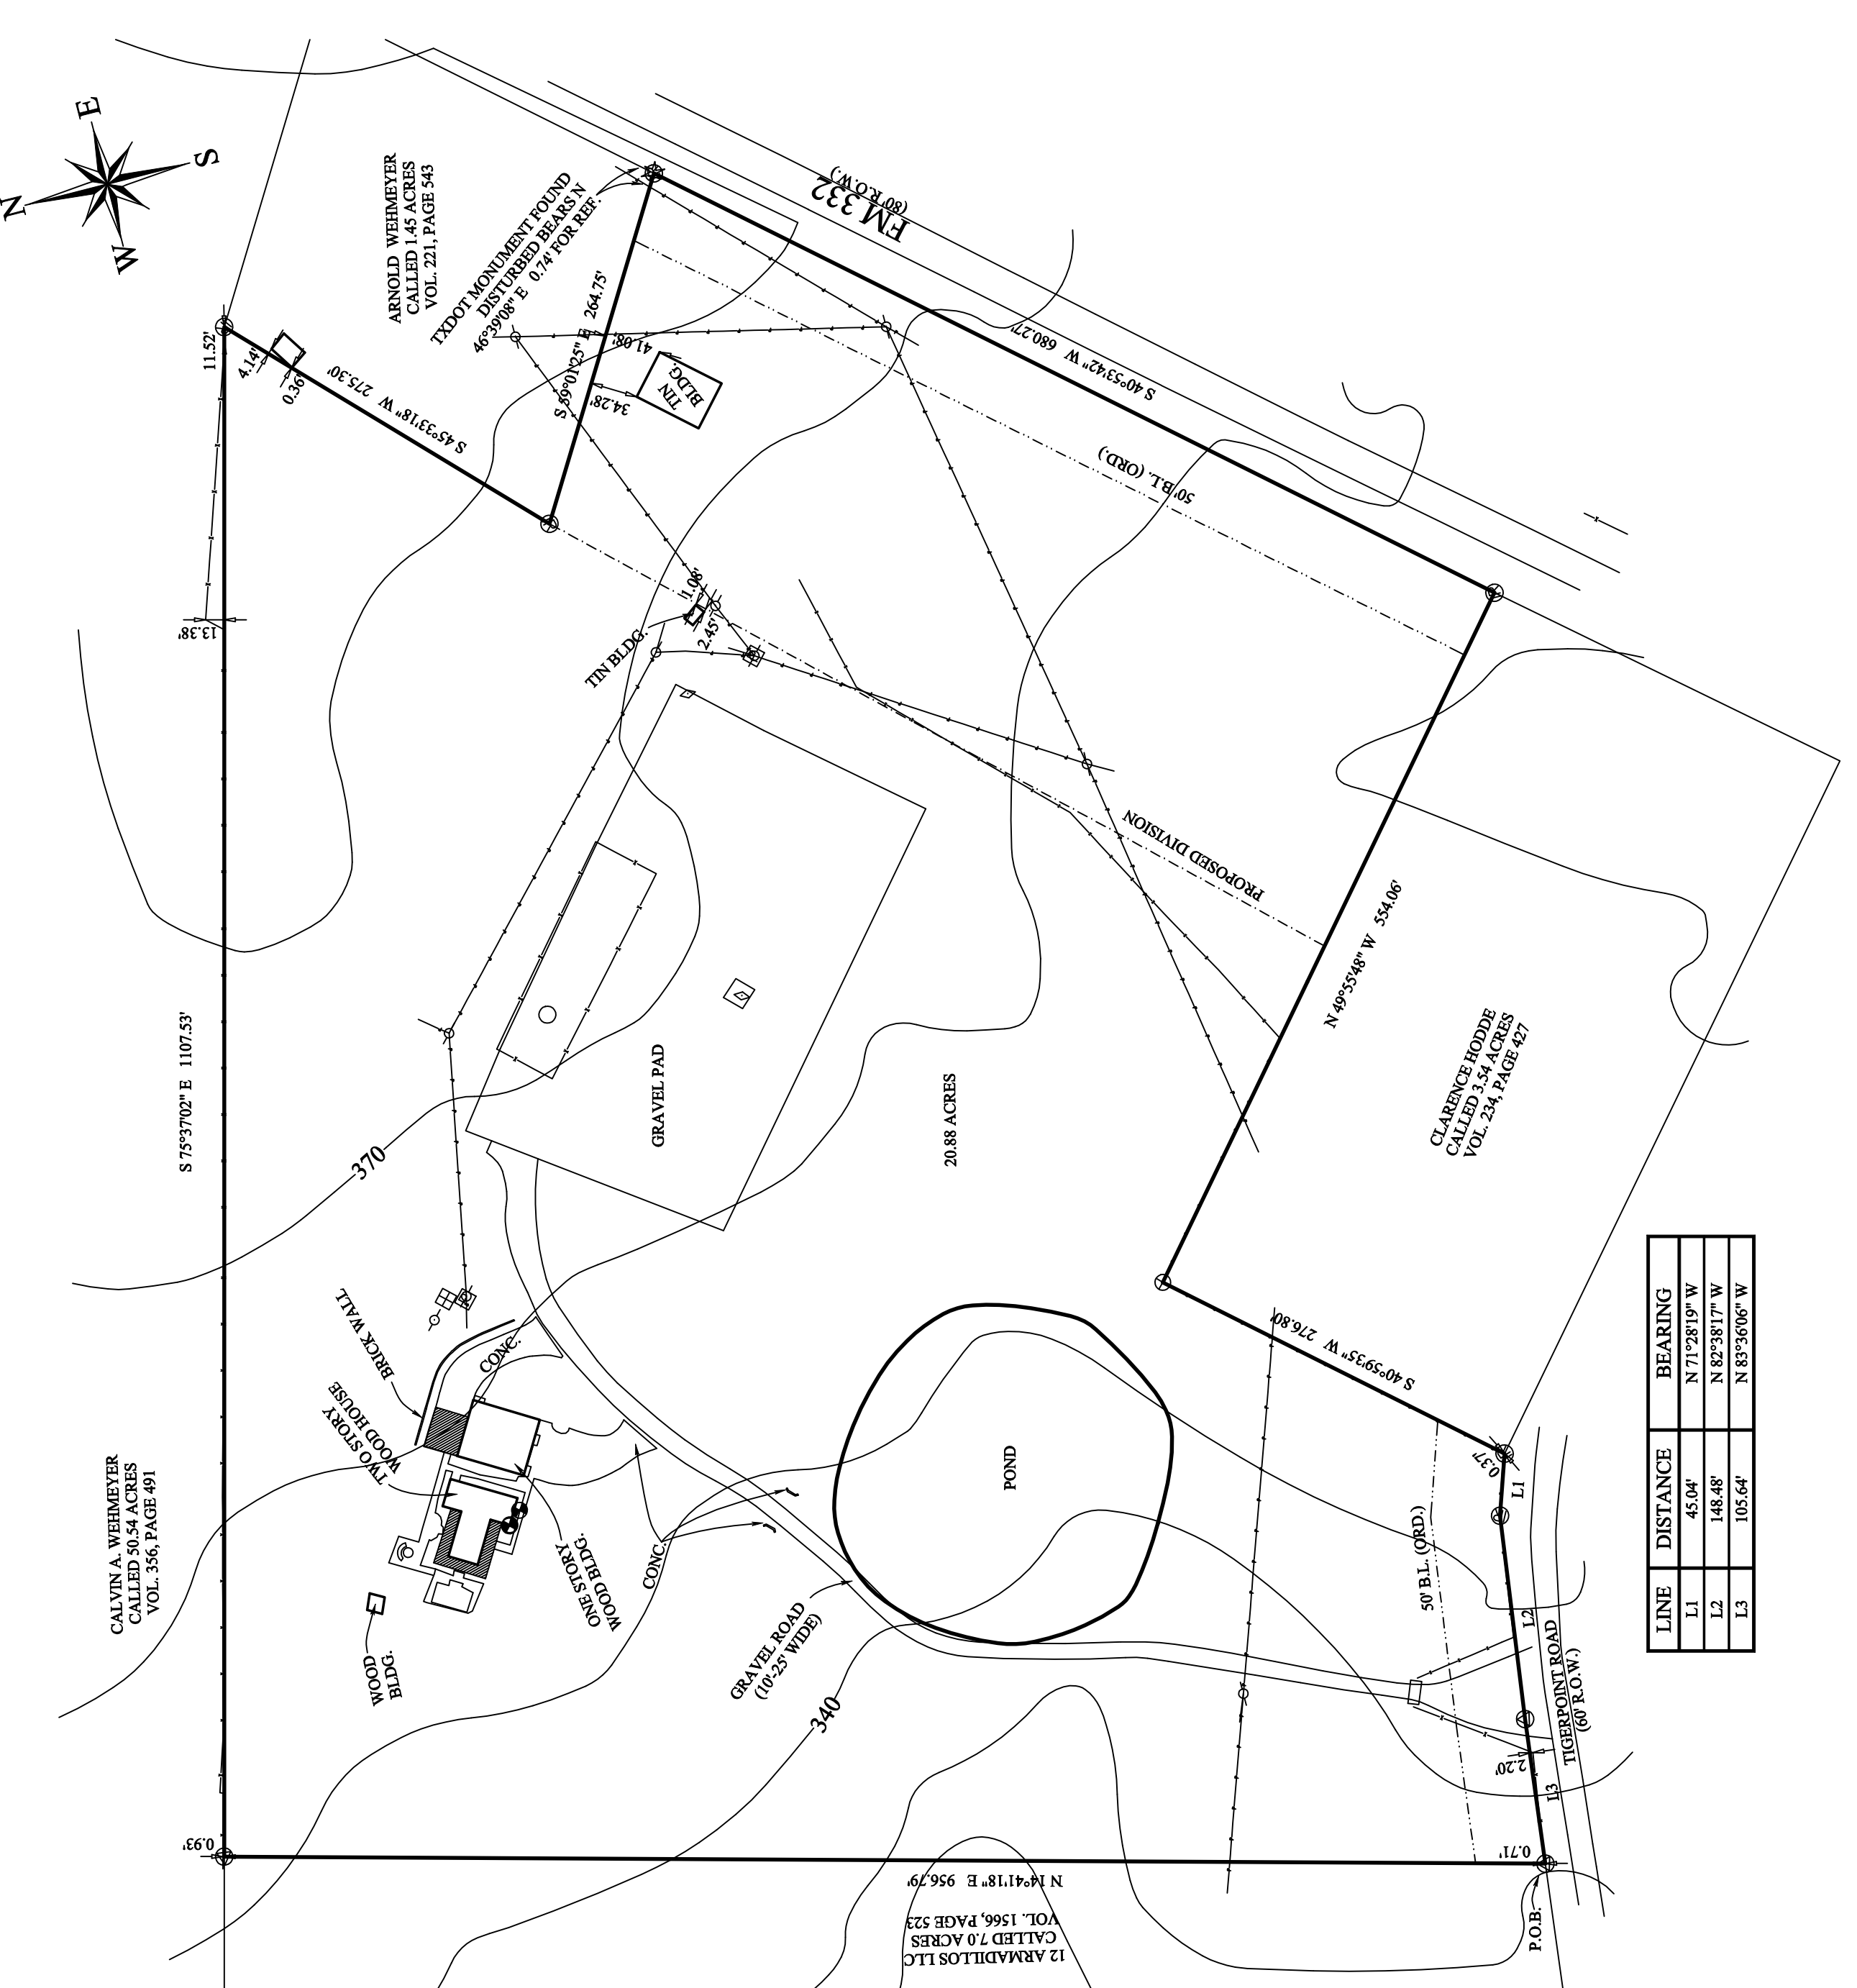 E
S
N
W
ARNOLD WEHMEYER
CALLED 1.45 ACRES
VOL. 221, PAGE 543
TXDOT MONUMENT FOUND
DISTURBED BEARS N
46°39'08" E 0.74' FOR REF.
FM 332
(80' R.O.W.)
11.52'
4.14'
0.36'
S 45°33'18" W 275.30'
S 59°01'25" E 264.75'
41.08'
34.28'
TIN
BLDG.
S 40°53'42" W 680.27'
50' B.L. (ORD.)
13.38'
TIN BLDG.
1.08'
2.45'
PROPOSED DIVISION
N 49°55'48" W 554.06'
S 75°37'02" E 1107.53'
GRAVEL PAD
20.88 ACRES
CLARENCE HODDE
CALLED 3.54 ACRES
VOL. 234, PAGE 427
370
BRICK WALL
CONC.
TWO STORY
WOOD HOUSE
S 40°59'35" W 276.80'
0.37'
L1
CALVIN A. WEHMEYER
CALLED 50.54 ACRES
VOL. 356, PAGE 491
POND
ONE STORY
WOOD BLDG.
CONC.
50' B.L. (ORD.)
WOOD
BLDG.
GRAVEL ROAD
(10'-25' WIDE)
340
L2
TIGERPOINT ROAD
(60' R.O.W.)
2.20'
L3
0.93'
0.71'
N 14°41'18" E 956.79'
12 ARMADILLOS LLC
CALLED 7.0 ACRES
VOL. 1566, PAGE 523
P.O.B.
LINE DISTANCE BEARING
L1 45.04' N 71°28'19" W
L2 148.48' N 82°38'17" W
L3 105.64' N 83°36'06" W